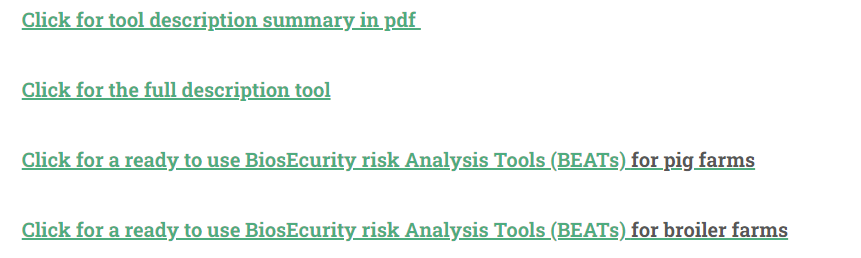 Click for tool description summary in pdf
Click for the full description tool
Click for a ready to use BiosEcurity risk Analysis Tools (BEATs) for pig farms
Click for a ready to use BiosEcurity risk Analysis Tools (BEATs) for broiler farms